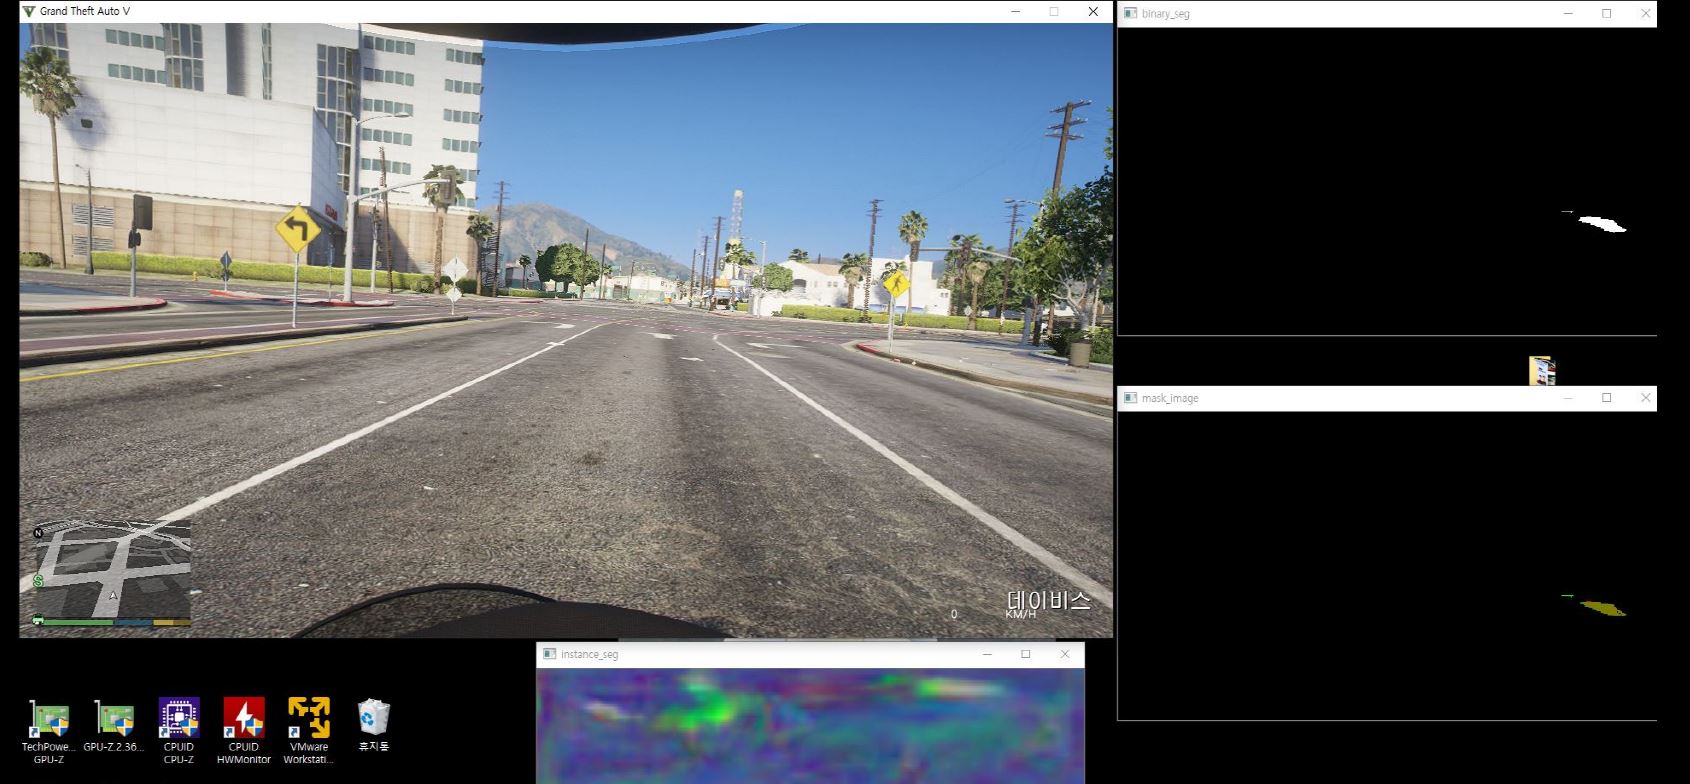 Grand Theft Auto V
binary_seg
mask_image
N
데이비스
0 KM/H
instance_seg
TechPowe...
GPU-Z
GPU-Z.2.36...
CPUID
CPU-Z
CPUID
HWMonitor
VMware
Workstati...
휴지통